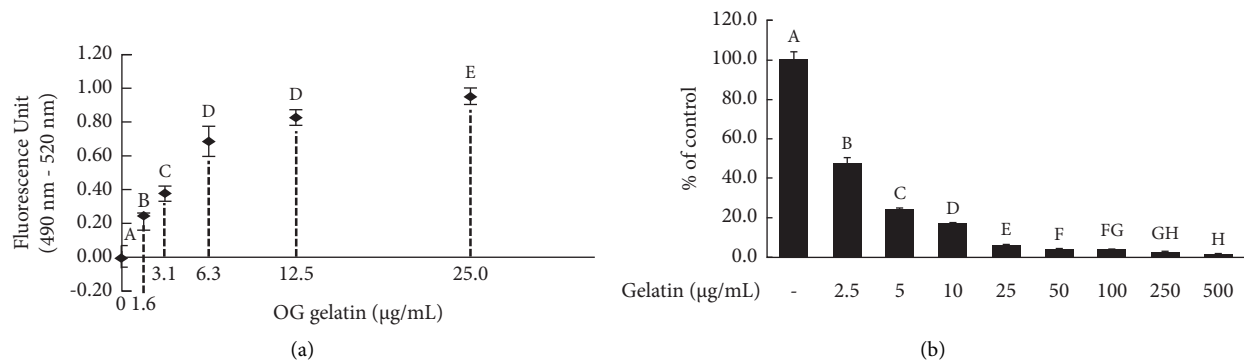 Fluorescence Unit
(490 nm - 520 nm)
1.20
1.00
0.80
0.60
0.40
0.20
0.00
-0.20
A
B
C
D
D
E
0 1.6 3.1 6.3 12.5 25.0
OG gelatin (µg/mL)
(a)
% of control
120.0
100.0
80.0
60.0
40.0
20.0
0.0
A
B
C
D
E
F
FG
GH
H
Gelatin (µg/mL) - 2.5 5 10 25 50 100 250 500
(b)